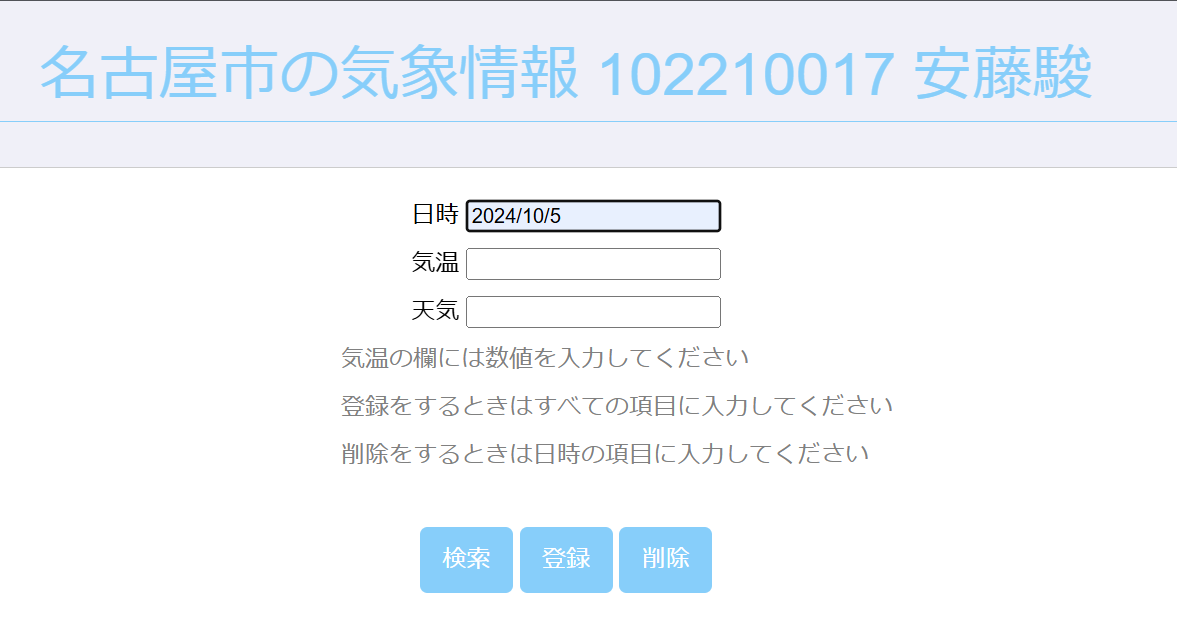 名古屋市の気象情報 102210017 安藤駿
日時 2024/10/5
気温
天気
気温の欄には数値を入力してください
登録をするときはすべての項目に入力してください
削除をするときは日時の項目に入力してください
検索 登録 削除